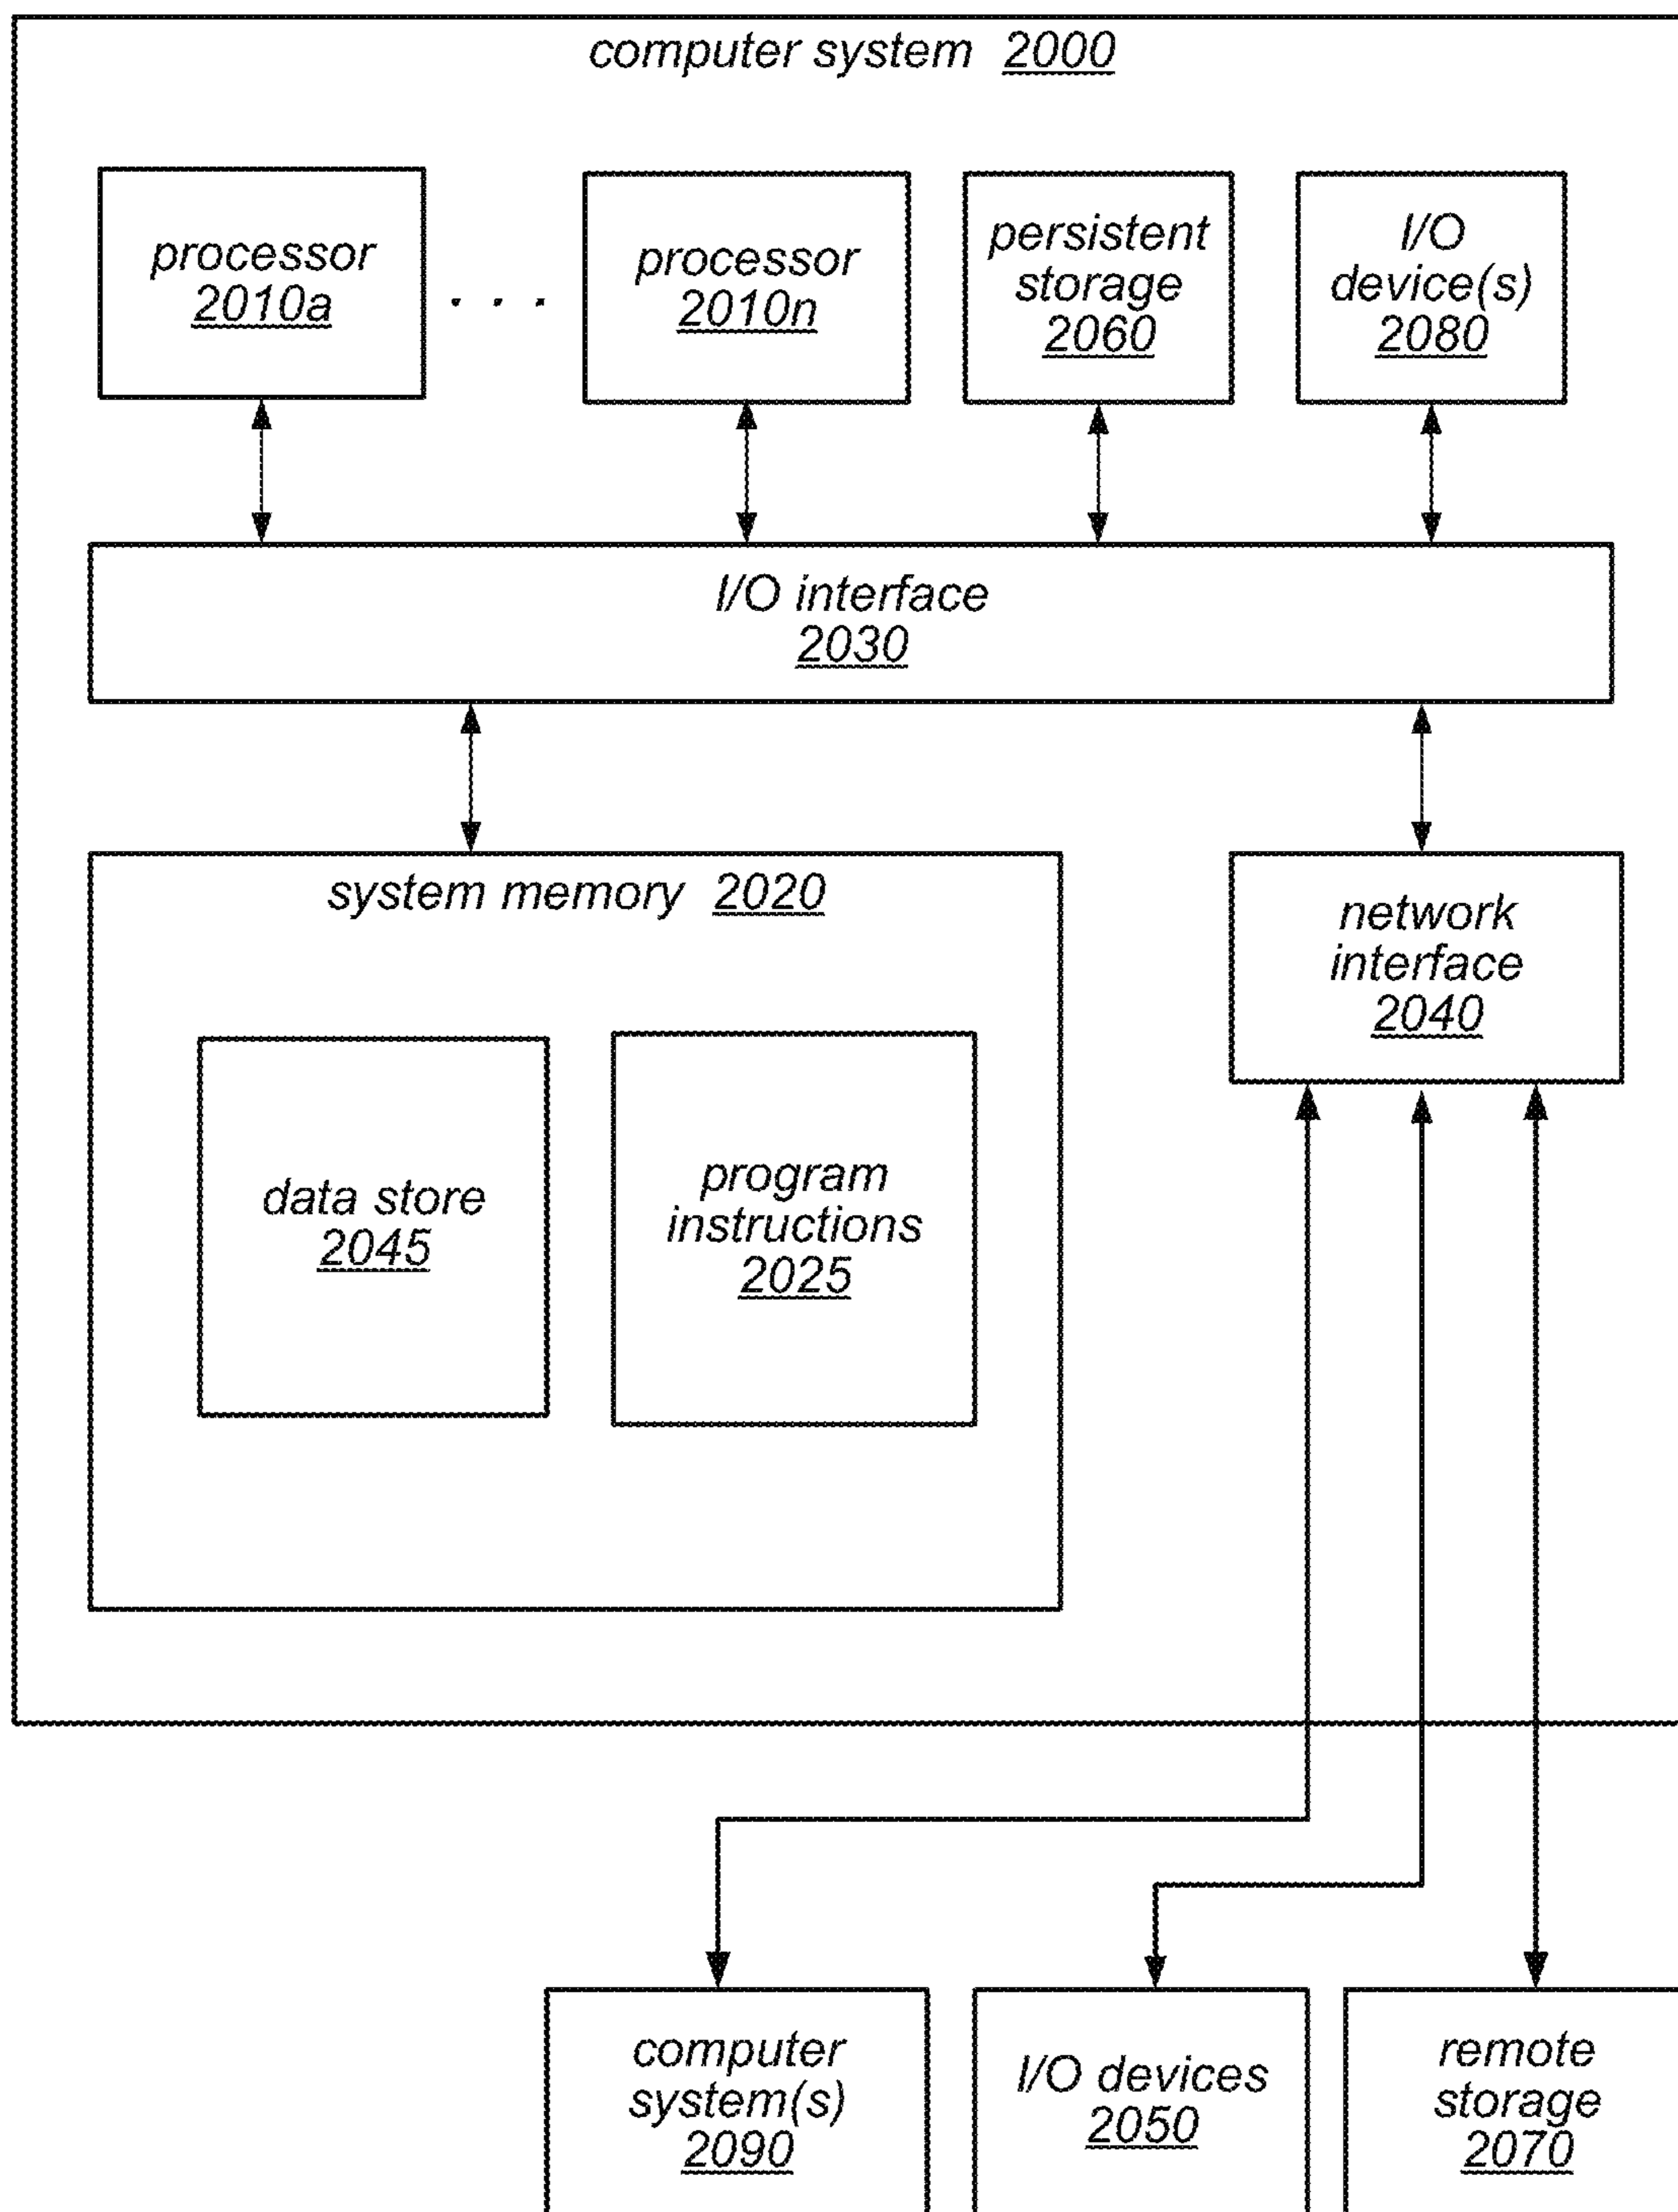 computer system 2000
processor
2010a
. . .
processor
2010n
persistent
storage
2060
I/O
device(s)
2080
I/O interface
2030
system memory 2020
network
interface
2040
data store
2045
program
instructions
2025
computer
system(s)
2090
I/O devices
2050
remote
storage
2070